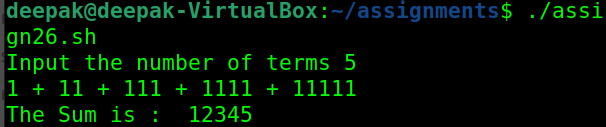 deepak@deepak-VirtualBox:~/assignments$ ./assi
gn26.sh
Input the number of terms 5
1 + 11 + 111 + 1111 + 11111
The Sum is :  12345